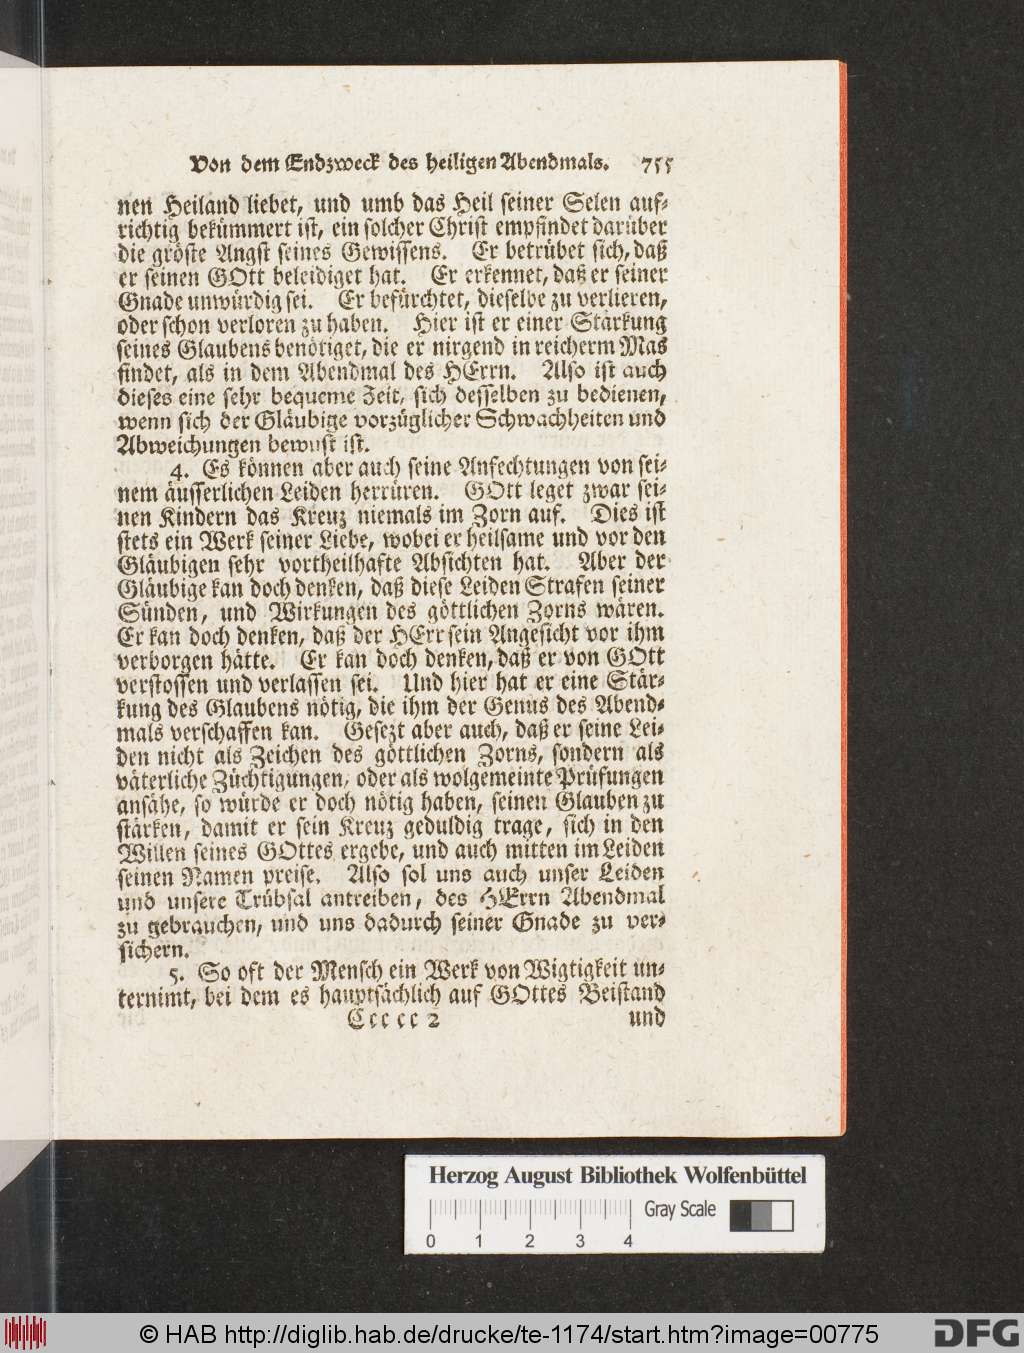 Von dem Endzweck des heiligen Abendmals. 755
nen Heiland liebet, und umb das Heil seiner Selen auf-
richtig bekümmert ist, ein solcher Christ empfindet darüber
die gröste Angst seines Gewissens. Er betrübet sich, daß
er seinen GOtt beleidiget hat. Er erkennet, daß er seiner
Gnade unwürdig sei. Er befürchtet, dieselbe zu verlieren,
oder schon verloren zu haben. Hier ist er einer Stärkung
seines Glaubens benötiget, die er nirgend in reicherm Mas
findet, als in dem Abendmal des HErrn. Also ist auch
dieses eine sehr bequeme Zeit, sich desselben zu bedienen,
wenn sich der Gläubige vorzüglicher Schwachheiten und
Abweichungen bewust ist.
4. Es können aber auch seine Anfechtungen von sei-
nem äusserlichen Leiden herrüren. GOtt leget zwar sei-
nen Kindern das Kreuz niemals im Zorn auf. Dies ist
stets ein Werk seiner Liebe, wobei er heilsame und vor den
Gläubigen sehr vortheilhafte Absichten hat. Aber der
Gläubige kan doch denken, daß diese Leiden Strafen seiner
Sünden, und Wirkungen des göttlichen Zorns wären.
Er kan doch denken, daß der HErr sein Angesicht vor ihm
verborgen hätte. Er kan doch denken, daß er von GOtt
verstossen und verlassen sei. Und hier hat er eine Stär-
kung des Glaubens nötig, die ihm der Genus des Abend-
mals verschaffen kan. Gesezt aber auch, daß er seine Lei-
den nicht als Zeichen des göttlichen Zorns, sondern als
väterliche Züchtigungen, oder als wolgemeinte Prüfungen
ansähe, so würde er doch nötig haben, seinen Glauben zu
stärken, damit er sein Kreuz geduldig trage, sich in den
Willen seines GOttes ergebe, und auch mitten im Leiden
seinen Namen preise. Also sol uns auch unser Leiden
und unsere Trübsal antreiben, des HErrn Abendmal
zu gebrauchen, und uns dadurch seiner Gnade zu ver-
sichern.
5. So oft der Mensch ein Werk von Wigtigkeit un-
ternimt, bei dem es hauptsächlich auf GOttes Beistand
Ccc cc 2 und
Herzog August Bibliothek Wolfenbüttel
Gray Scale
0 1 2 3 4
© HAB http://diglib.hab.de/drucke/te-1174/start.htm?image=00775
DFG